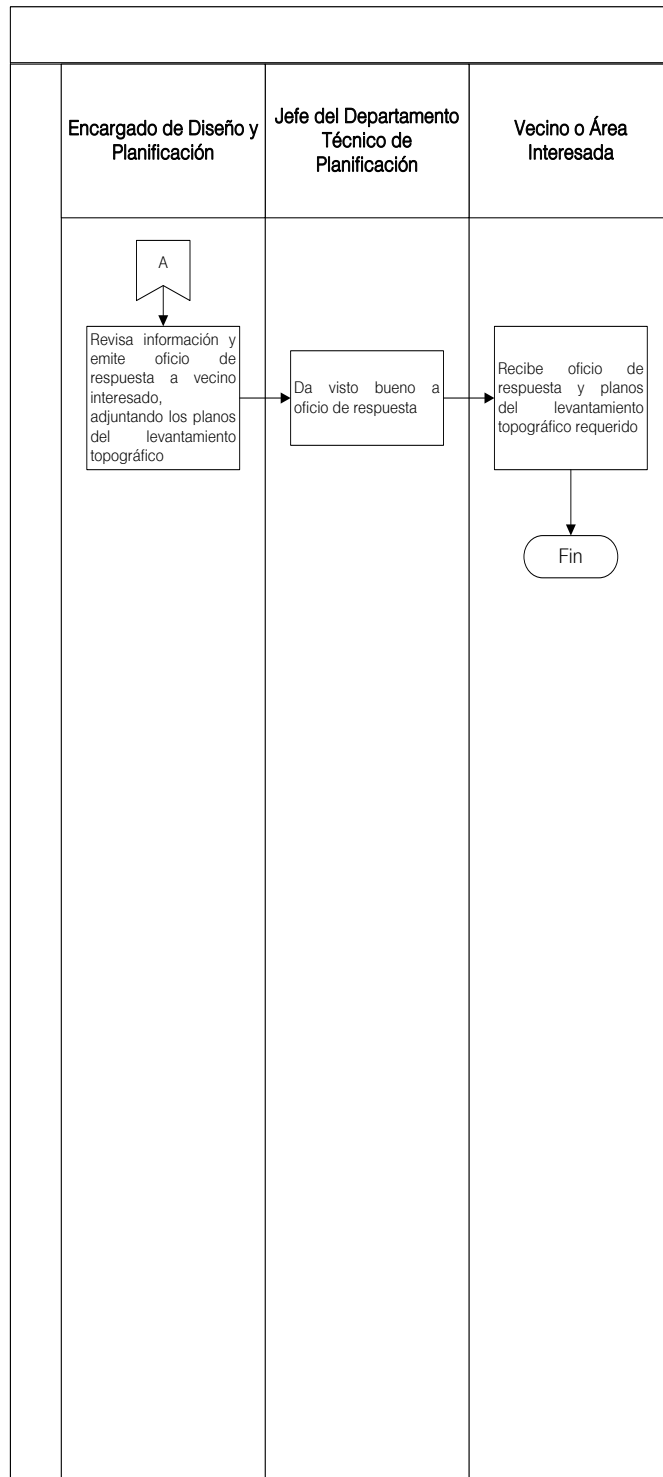 Encargado de Diseño y
Planificación
Jefe del Departamento
Técnico de
Planificación
Vecino o Área
Interesada
A
Revisa información y
emite oficio de
respuesta a vecino
interesado,
adjuntando los planos
del levantamiento
topográfico
Da visto bueno a
oficio de respuesta
Recibe oficio de
respuesta y planos
del levantamiento
topográfico requerido
Fin